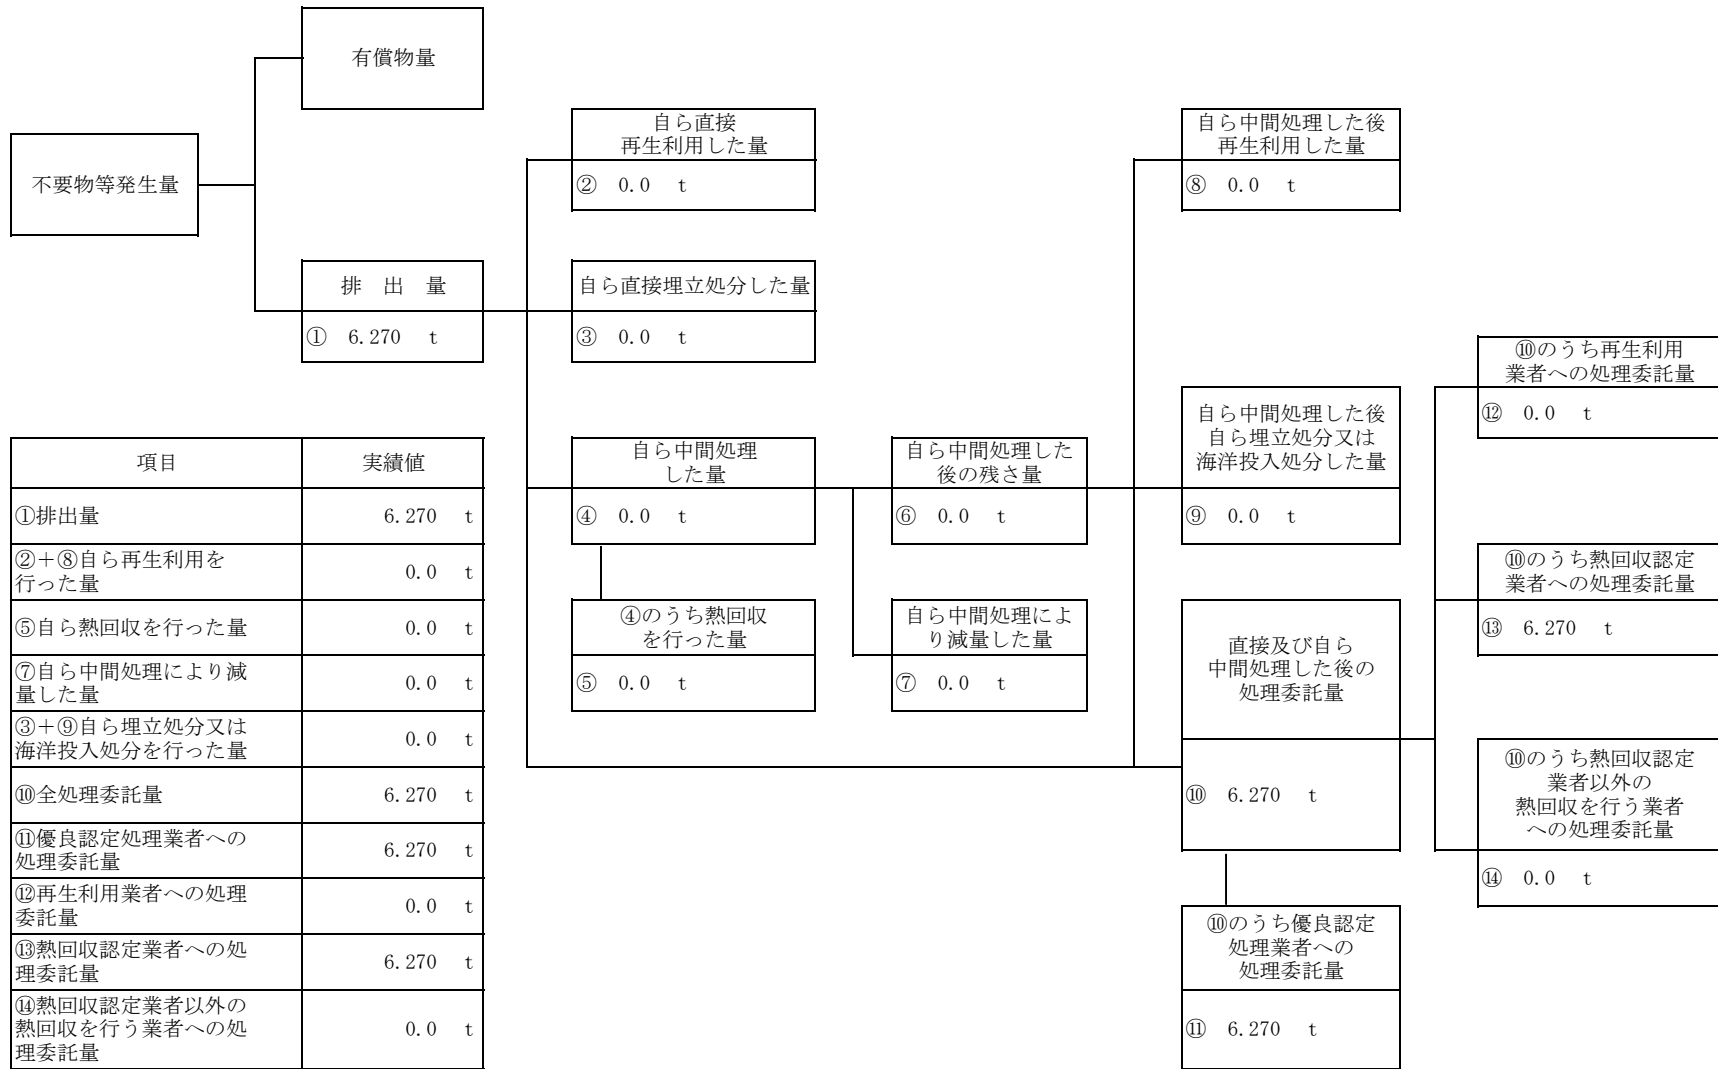 有償物量
不要物等発生量
排　出　量
① 6.270 t
自ら直接
再生利用した量
② 0.0 t
自ら直接埋立処分した量
③ 0.0 t
自ら中間処理
した量
④ 0.0 t
④のうち熱回収
を行った量
⑤ 0.0 t
自ら中間処理した
後の残さ量
⑥ 0.0 t
自ら中間処理によ
り減量した量
⑦ 0.0 t
自ら中間処理した後
再生利用した量
⑧ 0.0 t
自ら中間処理した後
自ら埋立処分又は
海洋投入処分した量
⑨ 0.0 t
直接及び自ら
中間処理した後の
処理委託量
⑩ 6.270 t
⑩のうち優良認定
処理業者への
処理委託量
⑪ 6.270 t
⑩のうち再生利用
業者への処理委託量
⑫ 0.0 t
⑩のうち熱回収認定
業者への処理委託量
⑬ 6.270 t
⑩のうち熱回収認定
業者以外の
熱回収を行う業者
への処理委託量
⑭ 0.0 t
項目 実績値
①排出量 6.270 t
②＋⑧自ら再生利用を
行った量 0.0 t
⑤自ら熱回収を行った量 0.0 t
⑦自ら中間処理により減
量した量 0.0 t
③＋⑨自ら埋立処分又は
海洋投入処分を行った量 0.0 t
⑩全処理委託量 6.270 t
⑪優良認定処理業者への
処理委託量 6.270 t
⑫再生利用業者への処理
委託量 0.0 t
⑬熱回収認定業者への処
理委託量 6.270 t
⑭熱回収認定業者以外の
熱回収を行う業者への処 0.0 t
理委託量